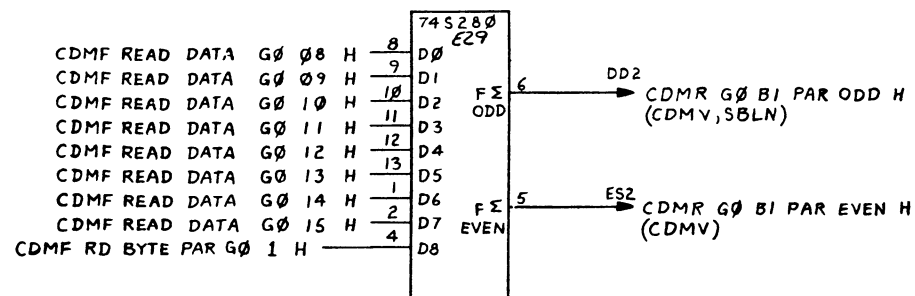 74S28Ø
E29
CDMF READ DATA GØ Ø8 H 8 DØ
CDMF READ DATA GØ Ø9 H 9 D1
CDMF READ DATA GØ 1Ø H 1Ø D2
CDMF READ DATA GØ 11 H 11 D3
CDMF READ DATA GØ 12 H 12 D4
CDMF READ DATA GØ 13 H 13 D5
CDMF READ DATA GØ 14 H 1 D6
CDMF READ DATA GØ 15 H 2 D7
CDMF RD BYTE PAR GØ 1 H 4 D8
F Σ 6 DD2 CDMR GØ B1 PAR ODD H
ODD (CDMV, SBLN)
F Σ 5 ES2 CDMR GØ B1 PAR EVEN H
EVEN (CDMV)